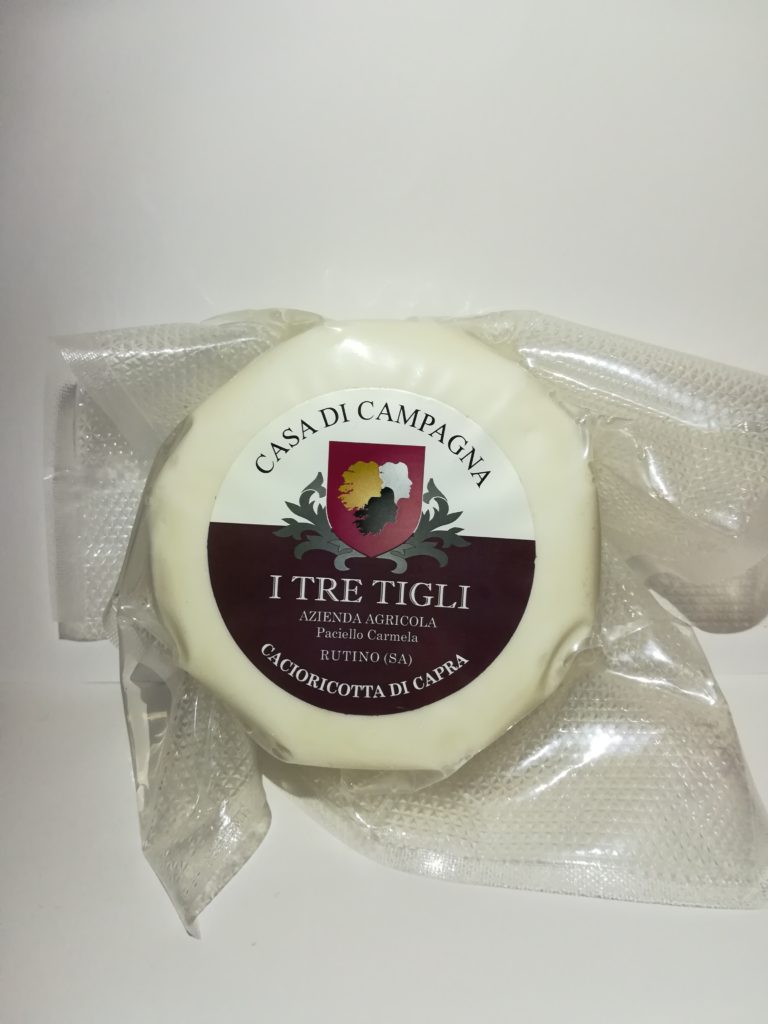 CASA DI CAMPAGNA
I TRE TIGLI
AZIENDA AGRICOLA
Paciello Carmela
RUTINO (SA)
CACIORICOTTA DI CAPRA